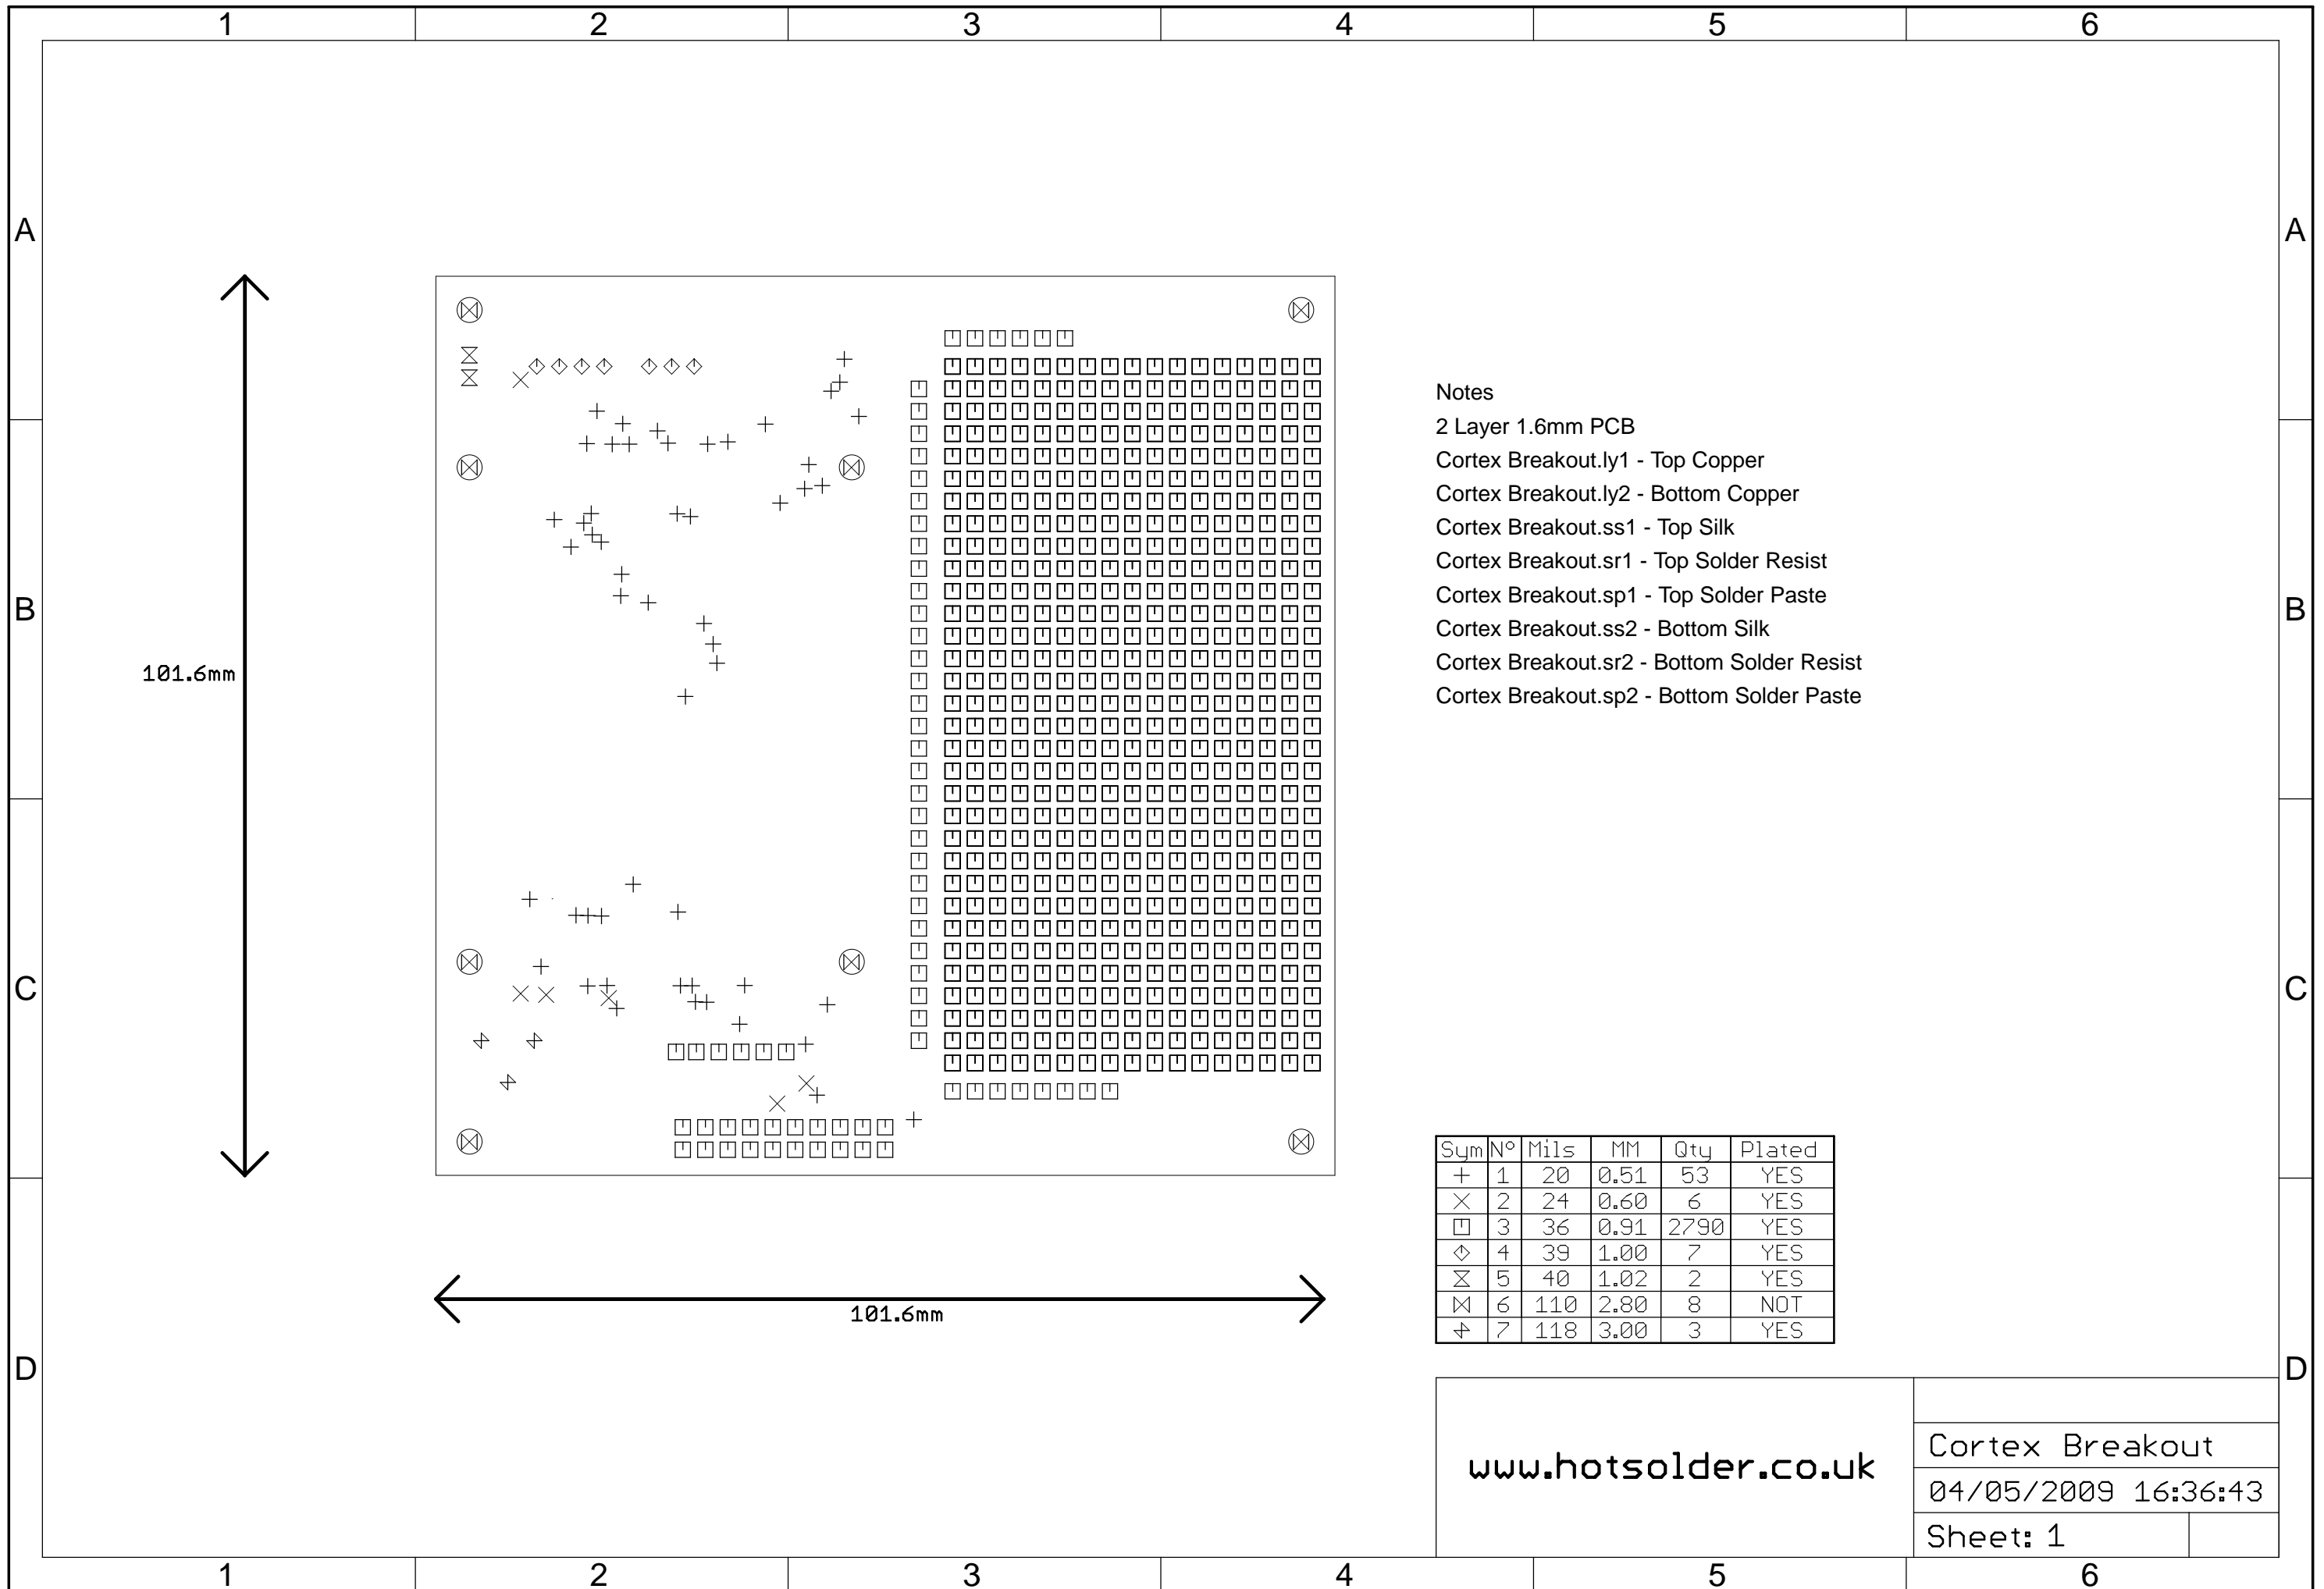 1 2 3 4 5 6
A A
B B
C C
D D
101.6mm
101.6mm
Notes
2 Layer 1.6mm PCB
Cortex Breakout.ly1 - Top Copper
Cortex Breakout.ly2 - Bottom Copper
Cortex Breakout.ss1 - Top Silk
Cortex Breakout.sr1 - Top Solder Resist
Cortex Breakout.sp1 - Top Solder Paste
Cortex Breakout.ss2 - Bottom Silk
Cortex Breakout.sr2 - Bottom Solder Resist
Cortex Breakout.sp2 - Bottom Solder Paste
Sym N° Mils MM Qty Plated
1 20 0.51 53 YES
2 24 0.60 6 YES
3 36 0.91 2790 YES
4 39 1.00 7 YES
5 40 1.02 2 YES
6 110 2.80 8 NOT
7 118 3.00 3 YES
www.hotsolder.co.uk
Cortex Breakout
04/05/2009 16:36:43
Sheet: 1
1 2 3 4 5 6